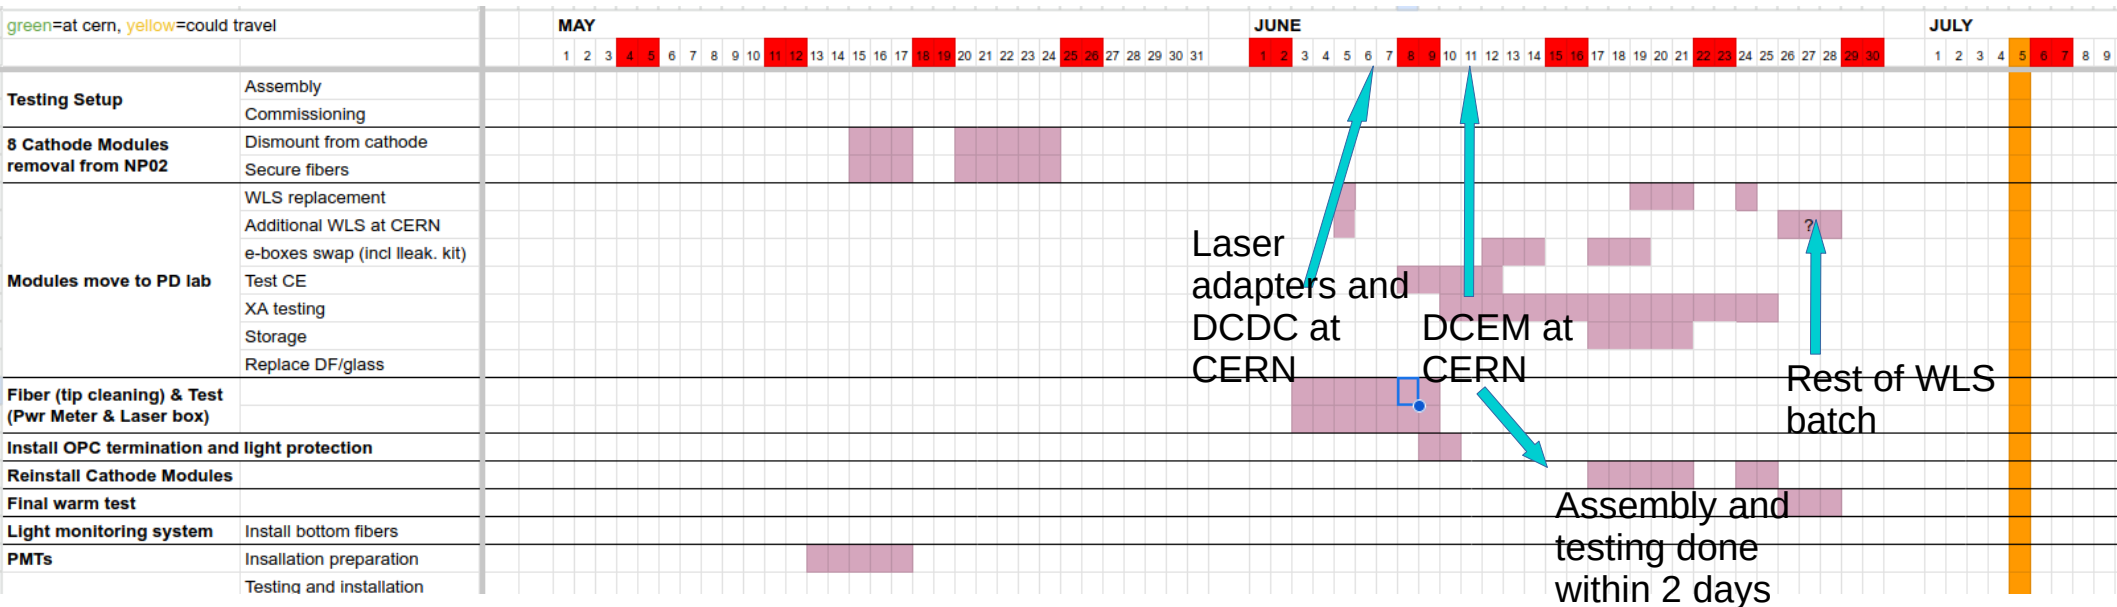 green=at cern, yellow=could travel
MAY
JUNE
JULY
1 2 3 4 5 6 7 8 9 10 11 12 13 14 15 16 17 18 19 20 21 22 23 24 25 26 27 28 29 30 31
1 2 3 4 5 6 7 8 9 10 11 12 13 14 15 16 17 18 19 20 21 22 23 24 25 26 27 28 29 30
1 2 3 4 5 6 7 8 9
Testing Setup
Assembly
Commissioning
8 Cathode Modules
removal from NP02
Dismount from cathode
Secure fibers
Modules move to PD lab
WLS replacement
Additional WLS at CERN
?
e-boxes swap (incl lleak. kit)
Test CE
XA testing
Storage
Replace DF/glass
Laser
adapters and
DCDC at
CERN
DCEM at
CERN
Rest of WLS
batch
Fiber (tip cleaning) & Test
(Pwr Meter & Laser box)
Install OPC termination and light protection
Reinstall Cathode Modules
Final warm test
Assembly and
testing done
within 2 days
Light monitoring system
Install bottom fibers
PMTs
Insallation preparation
Testing and installation